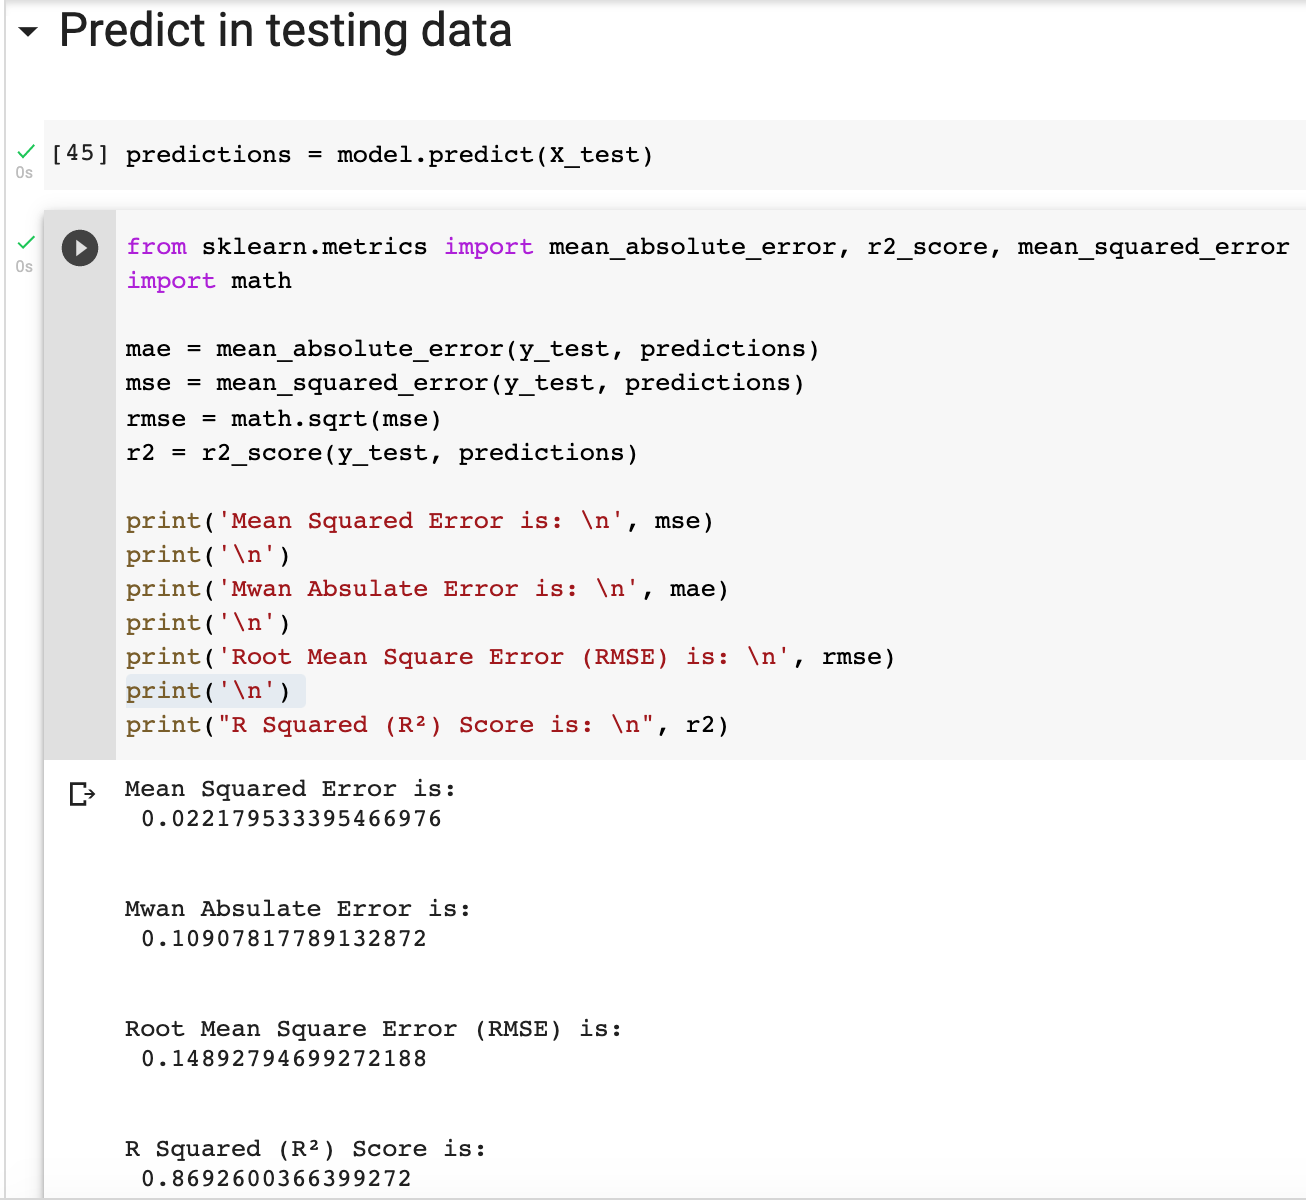 Predict in testing data
[45] predictions = model.predict(X_test)
0s
from sklearn.metrics import mean_absolute_error, r2_score, mean_squared_error
0s
import math
mae = mean_absolute_error(y_test, predictions)
mse = mean_squared_error(y_test, predictions)
rmse = math.sqrt(mse)
r2 = r2_score(y_test, predictions)
print('Mean Squared Error is: \n', mse)
print('\n')
print('Mwan Absulate Error is: \n', mae)
print('\n')
print('Root Mean Square Error (RMSE) is: \n', rmse)
print('\n')
print("R Squared (R²) Score is: \n", r2)
Mean Squared Error is:
0.022179533395466976
Mwan Absulate Error is:
0.10907817789132872
Root Mean Square Error (RMSE) is:
0.14892794699272188
R Squared (R²) Score is:
0.8692600366399272